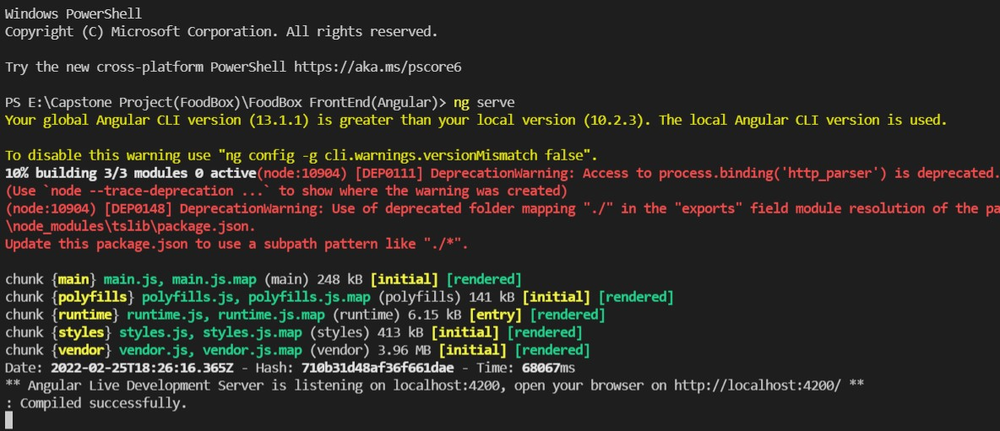 Windows PowerShell
Copyright (C) Microsoft Corporation. All rights reserved.
Try the new cross-platform PowerShell https://aka.ms/pscore6
PS E:\Capstone Project(FoodBox)\FoodBox FrontEnd(Angular)> ng serve
Your global Angular CLI version (13.1.1) is greater than your local version (10.2.3). The local Angular CLI version is used.
To disable this warning use "ng config -g cli.warnings.versionMismatch false".
10% building 3/3 modules 0 active(node:10904) [DEP0111] DeprecationWarning: Access to process.binding('http_parser') is deprecated.
(Use `node --trace-deprecation ...` to show where the warning was created)
(node:10904) [DEP0148] DeprecationWarning: Use of deprecated folder mapping "./" in the "exports" field module resolution of the pa
\node_modules\tslib\package.json.
Update this package.json to use a subpath pattern like "./*".
chunk {main} main.js, main.js.map (main) 248 kB [initial] [rendered]
chunk {polyfills} polyfills.js, polyfills.js.map (polyfills) 141 kB [initial] [rendered]
chunk {runtime} runtime.js, runtime.js.map (runtime) 6.15 kB [entry] [rendered]
chunk {styles} styles.js, styles.js.map (styles) 413 kB [initial] [rendered]
chunk {vendor} vendor.js, vendor.js.map (vendor) 3.96 MB [initial] [rendered]
Date: 2022-02-25T18:26:16.365Z - Hash: 710b31d48af36f661dae - Time: 68067ms
** Angular Live Development Server is listening on localhost:4200, open your browser on http://localhost:4200/ **
: Compiled successfully.